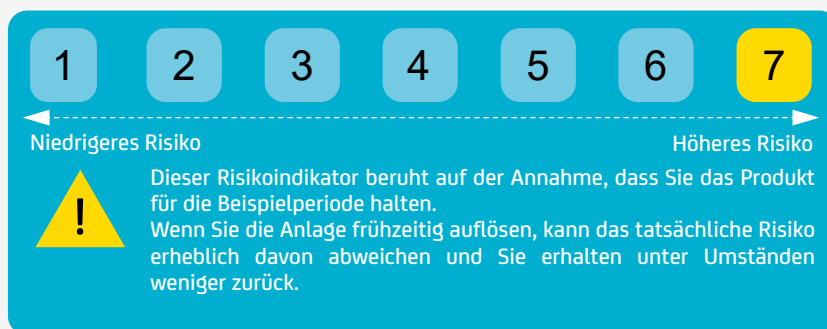 1 2 3 4 5 6 7
Niedrigeres Risiko Höheres Risiko
Dieser Risikoindikator beruht auf der Annahme, dass Sie das Produkt
für die Beispielperiode halten.
Wenn Sie die Anlage frühzeitig auflösen, kann das tatsächliche Risiko
erheblich davon abweichen und Sie erhalten unter Umständen
weniger zurück.
!